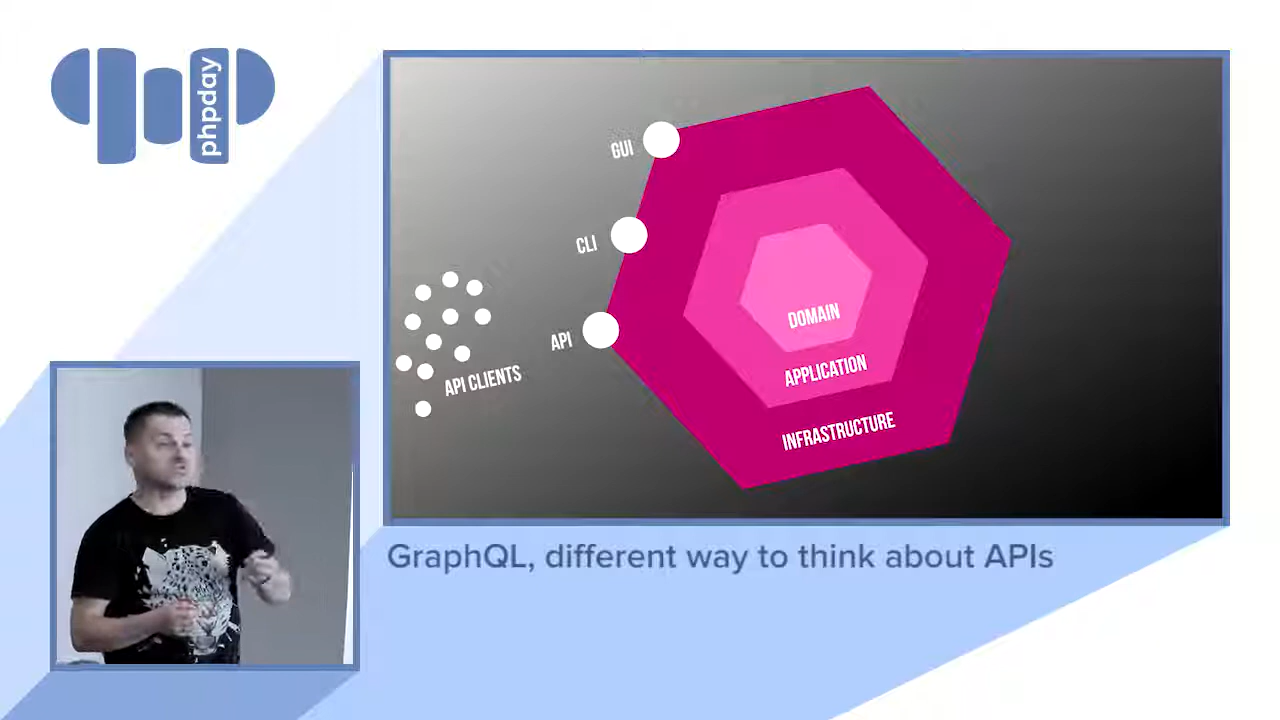 phpday
GUI
CLI
API
API CLIENTS
DOMAIN
APPLICATION
INFRASTRUCTURE
GraphQL, different way to think about APIs